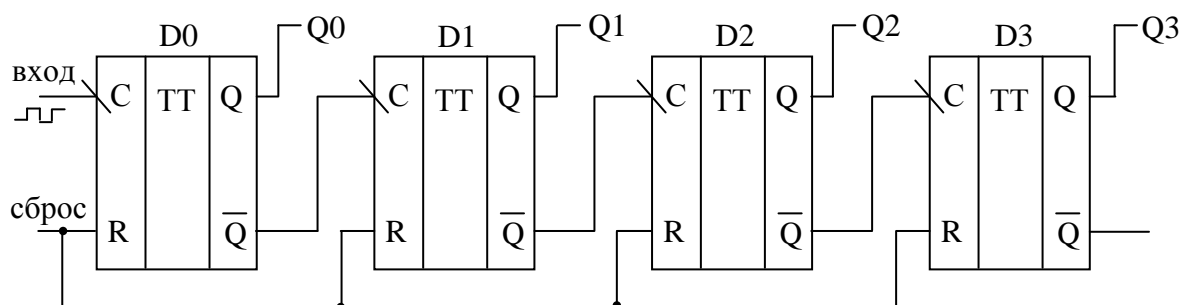 D0 Q0 D1 Q1 D2 Q2 D3 Q3
вход C TT Q C TT Q C TT Q C TT Q
сброс R Q̅ R Q̅ R Q̅ R Q̅